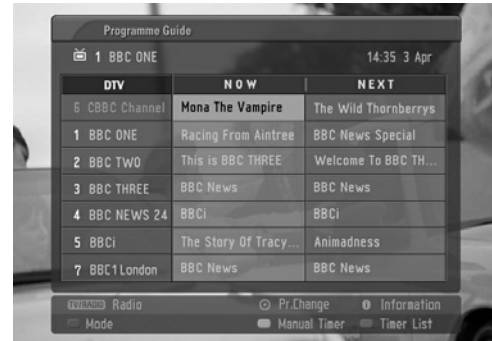 Programme Guide
1 BBC ONE 14:35 3 Apr
DTV NOW NEXT
6 CBBC Channel Mona The Vampire The Wild Thornberrys
1 BBC ONE Racing From Aintree BBC News Special
2 BBC TWO This is BBC THREE Welcome To BBC TH...
3 BBC THREE BBC News BBC News
4 BBC NEWS 24 BBCi BBCi
5 BBCi The Story Of Tracy... Animadness
7 BBC1 London BBC News BBC News
TV/RADIO Radio Pr.Change Information
Mode Manual Timer Timer List